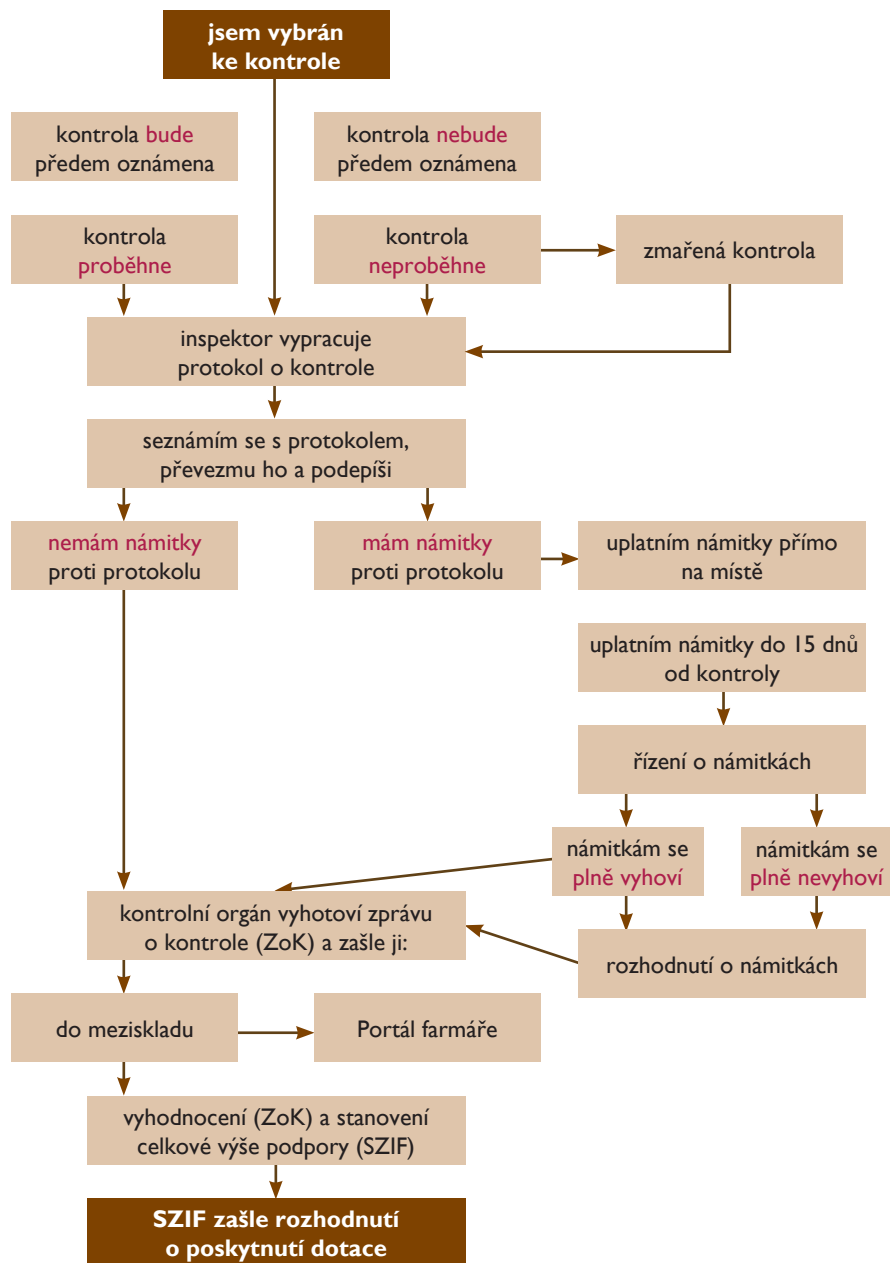 jsem vybrán
ke kontrole
kontrola bude
předem oznámena
kontrola nebude
předem oznámena
kontrola
proběhne
kontrola
neproběhne
zmařená kontrola
inspektor vypracuje
protokol o kontrole
seznámím se s protokolem,
převezmu ho a podepíši
nemám námitky
proti protokolu
mám námitky
proti protokolu
uplatním námitky přímo
na místě
uplatním námitky do 15 dnů
od kontroly
řízení o námitkách
námitkám se
plně vyhoví
námitkám se
plně nevyhoví
kontrolní orgán vyhotoví zprávu
o kontrole (ZoK) a zašle ji:
rozhodnutí o námitkách
do meziskladu
Portál farmáře
vyhodnocení (ZoK) a stanovení
celkové výše podpory (SZIF)
SZIF zašle rozhodnutí
o poskytnutí dotace